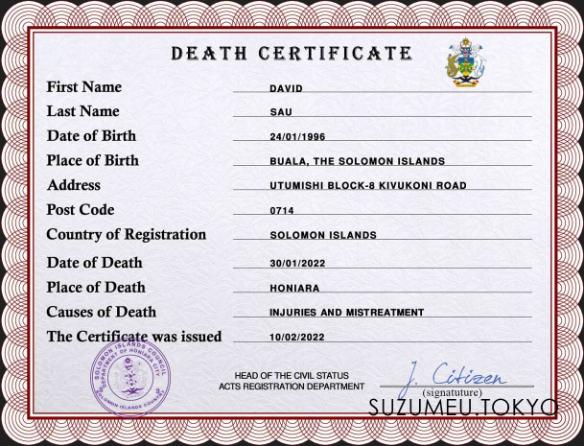 DEATH CERTIFICATE
First Name DAVID
Last Name SAU
Date of Birth 24/01/1996
Place of Birth BUALA, THE SOLOMON ISLANDS
Address UTUMISHI BLOCK-8 KIVUKONI ROAD
Post Code 0714
Country of Registration SOLOMON ISLANDS
Date of Death 30/01/2022
Place of Death HONIARA
Causes of Death INJURIES AND MISTREATMENT
The Certificate was issued 10/02/2022
SOLOMON ISLANDS COUNCIL
DEPARTMENT OF HONIARA CITY
SOLOMON ISLANDS COUNTRY
HEAD OF THE CIVIL STATUS
ACTS REGISTRATION DEPARTMENT
J. Citizen
(signatuture)
SUZUMEU.TOKYO